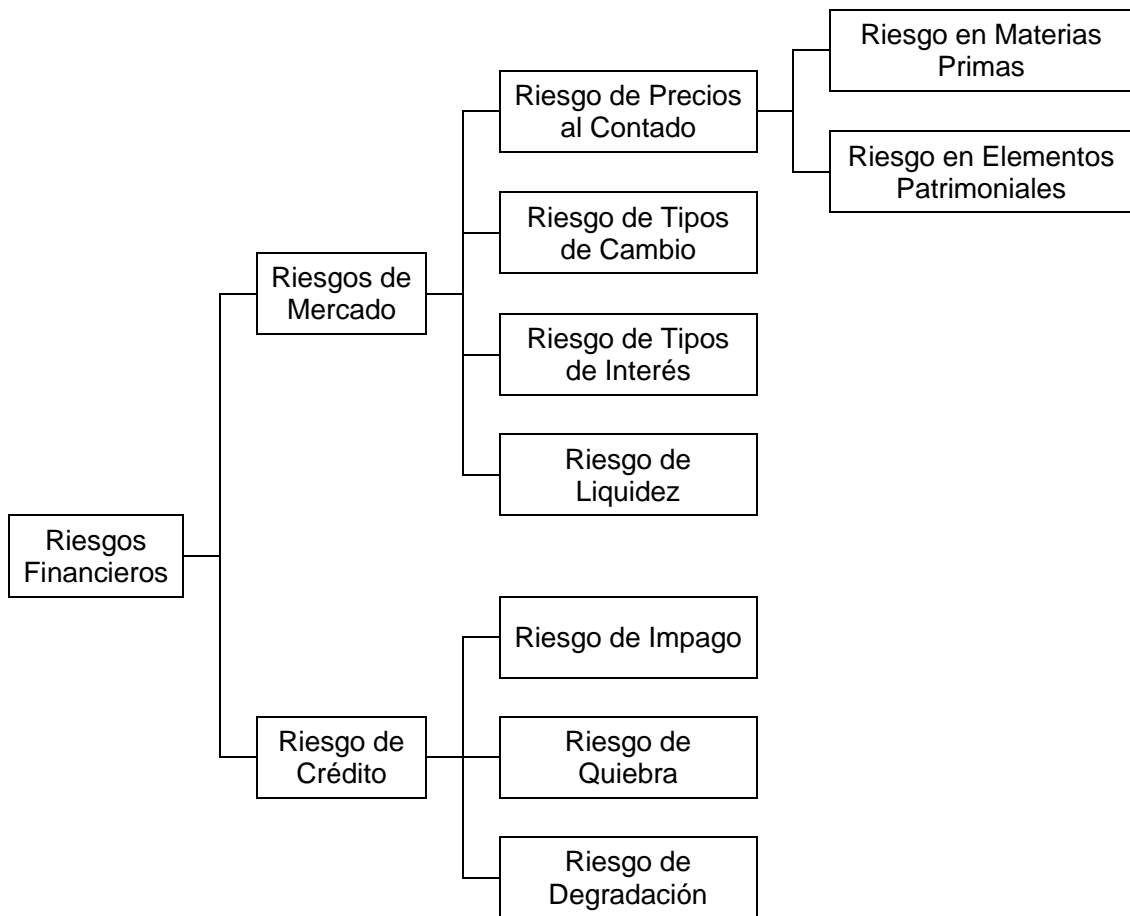 Riesgo en Materias
Primas
Riesgo de Precios
al Contado
Riesgo en Elementos
Patrimoniales
Riesgo de Tipos
de Cambio
Riesgos de
Mercado
Riesgo de Tipos
de Interés
Riesgo de
Liquidez
Riesgos
Financieros
Riesgo de Impago
Riesgo de
Crédito
Riesgo de
Quiebra
Riesgo de
Degradación